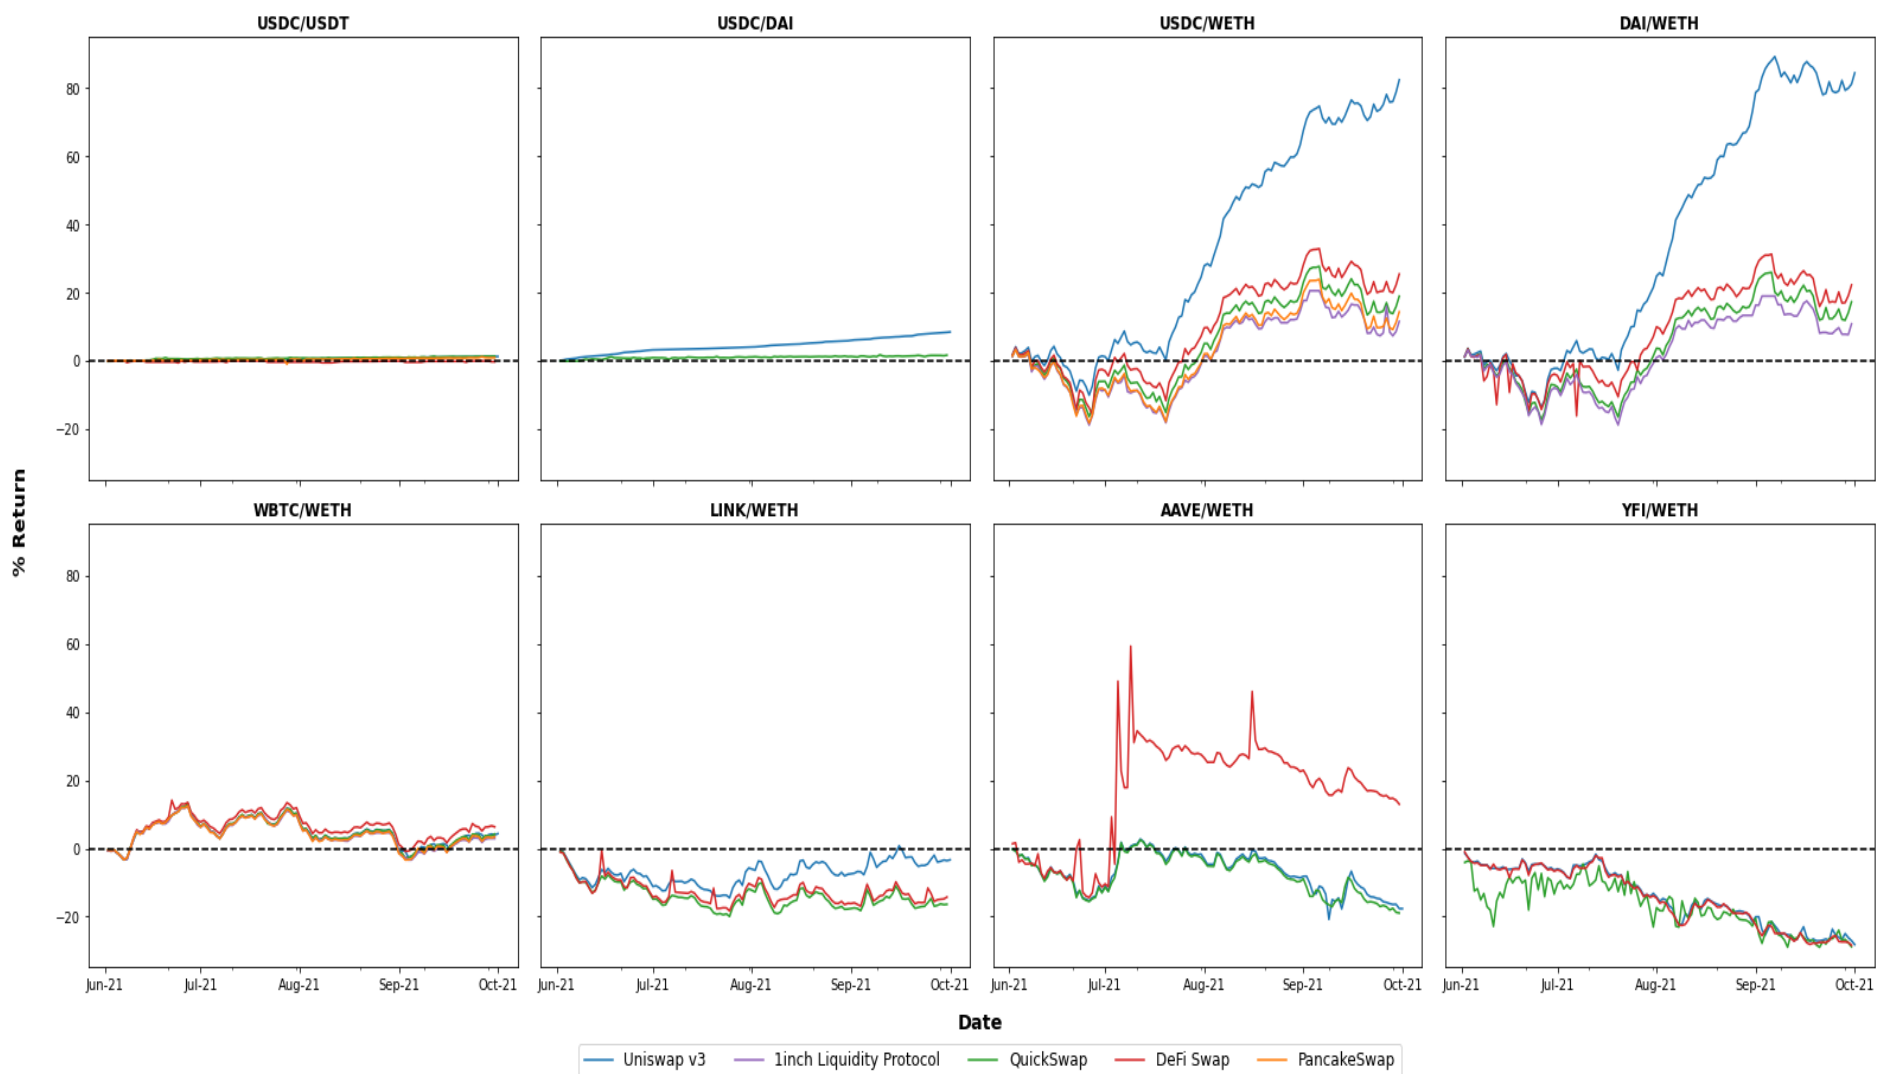 USDC/USDT
USDC/DAI
USDC/WETH
DAI/WETH
80
60
40
20
0
−20
WBTC/WETH
LINK/WETH
AAVE/WETH
YFI/WETH
80
60
40
20
0
−20
% Return
Jun-21 Jul-21 Aug-21 Sep-21 Oct-21
Jun-21 Jul-21 Aug-21 Sep-21 Oct-21
Jun-21 Jul-21 Aug-21 Sep-21 Oct-21
Jun-21 Jul-21 Aug-21 Sep-21 Oct-21
Date
Uniswap v3 1inch Liquidity Protocol QuickSwap DeFi Swap PancakeSwap